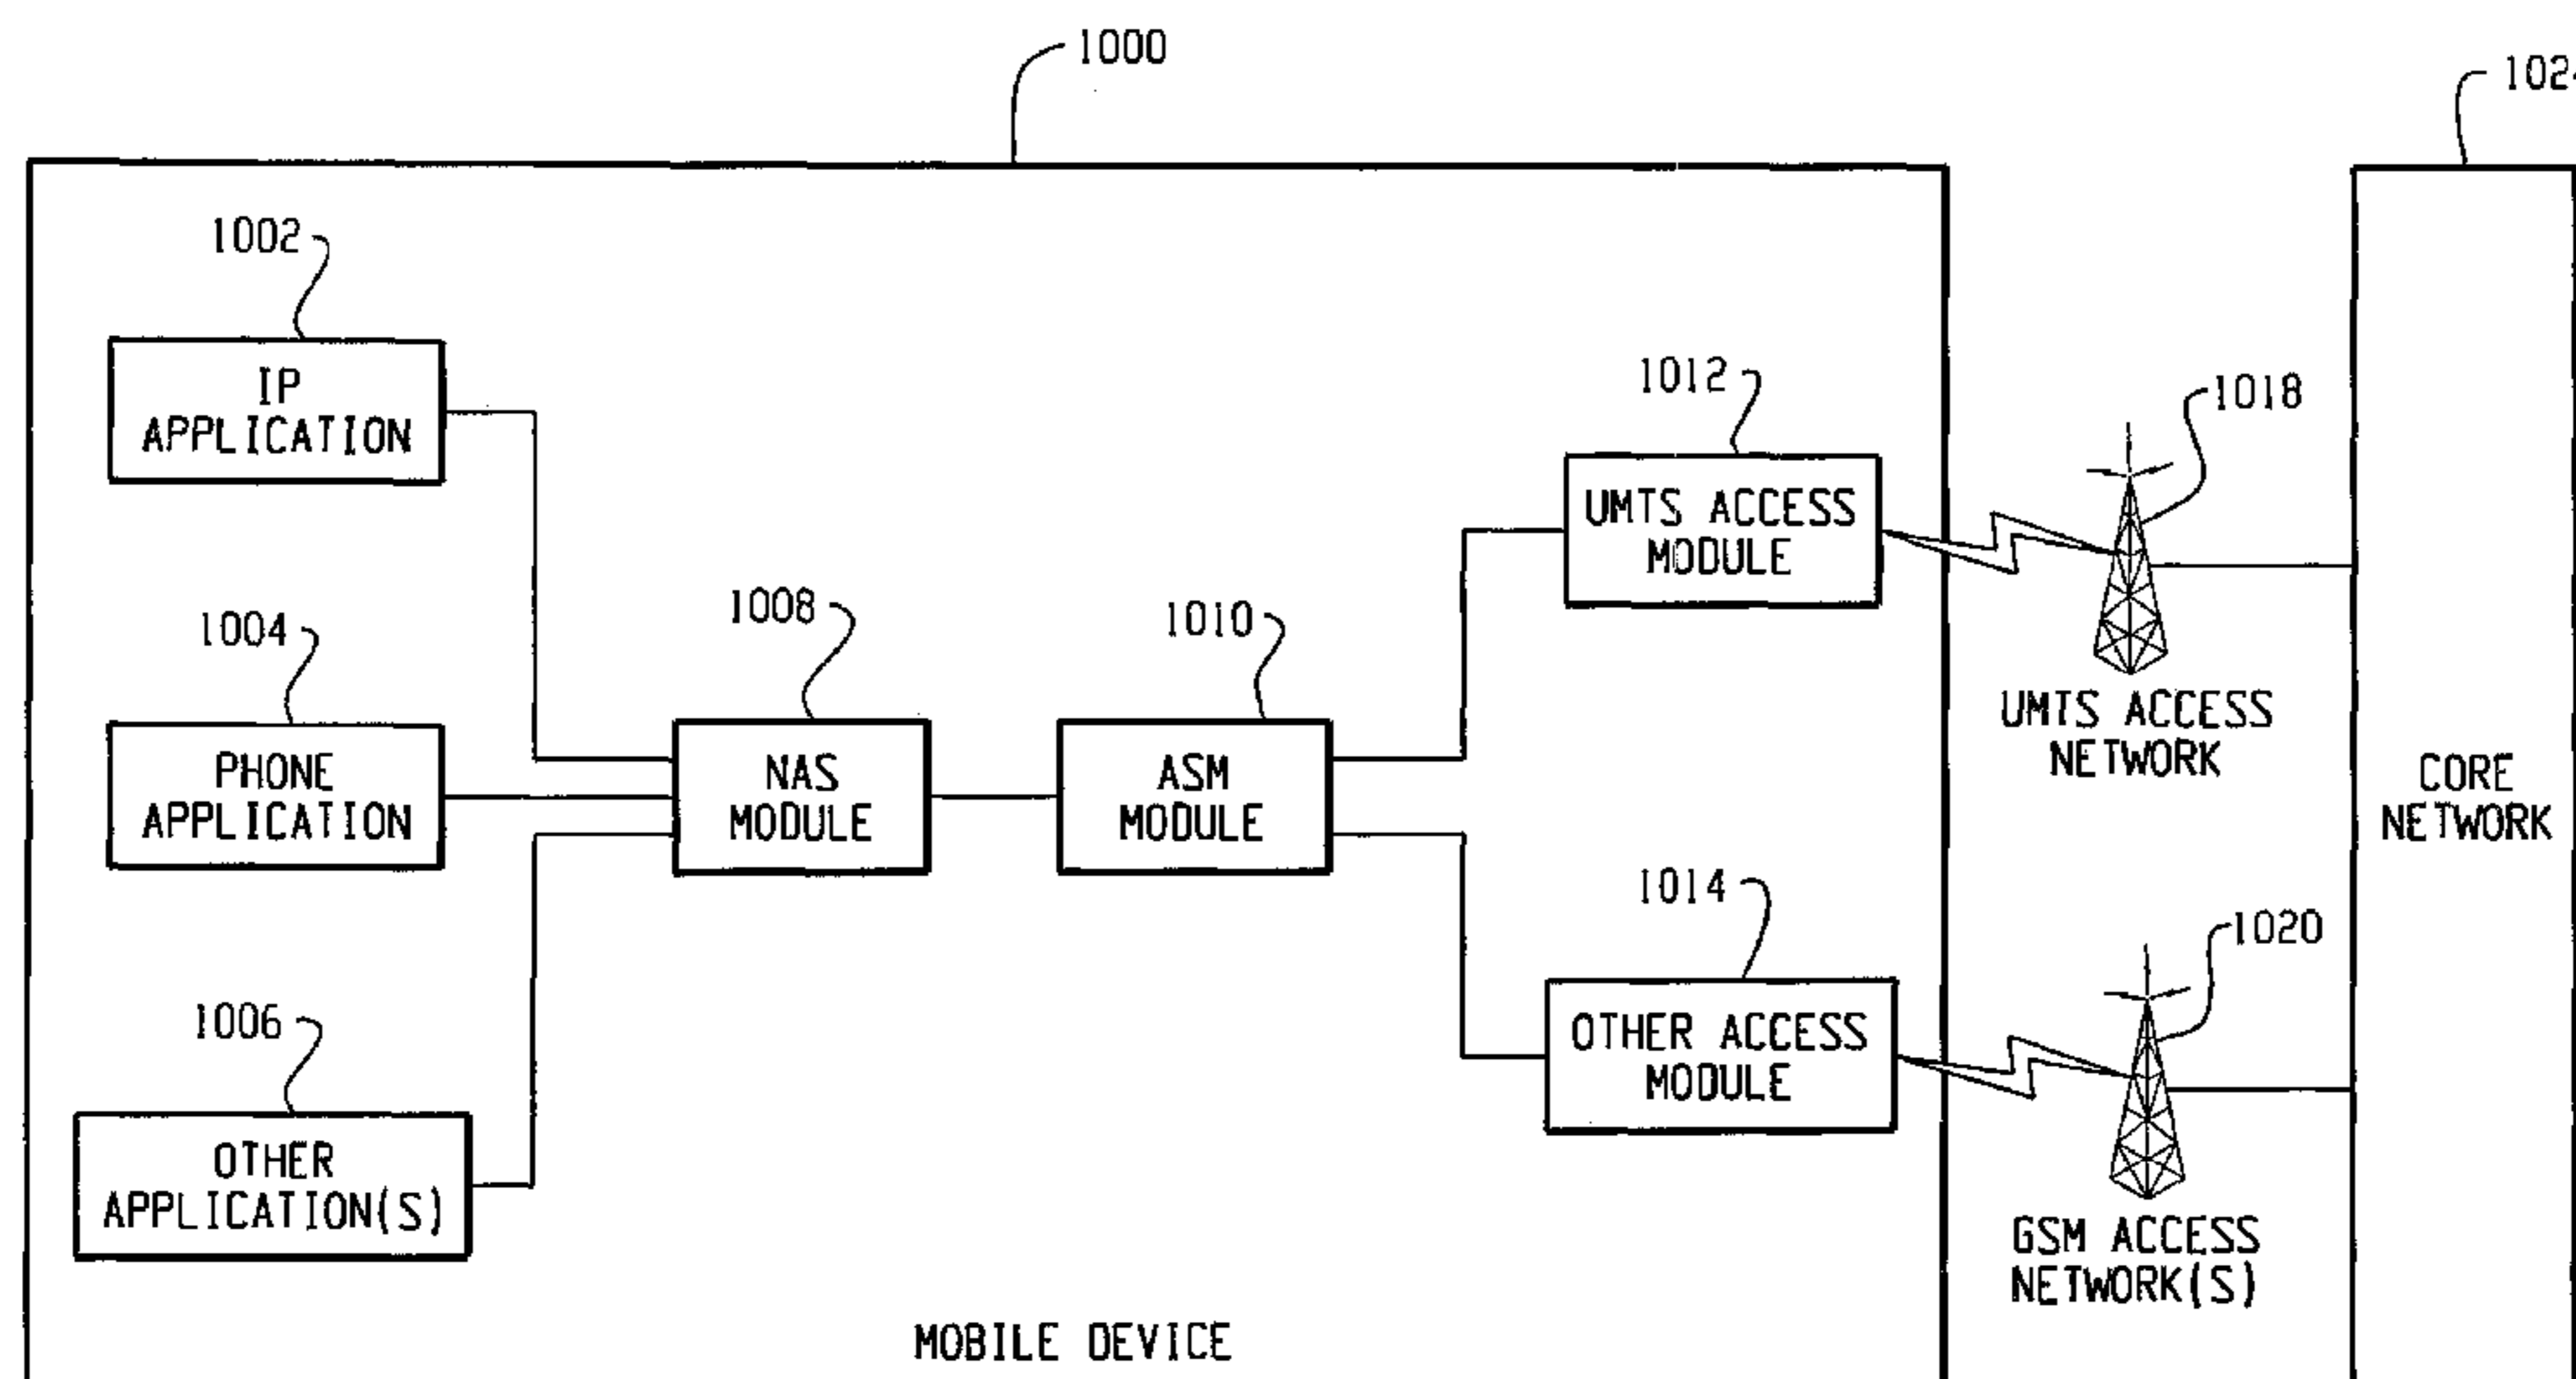 1000
1002
IP
APPLICATION
1012
1018
UMTS ACCESS
MODULE
1004
1008
1010
UMTS ACCESS
NETWORK
PHONE
APPLICATION
NAS
MODULE
ASM
MODULE
CORE
NETWORK
1014
1020
1006
OTHER ACCESS
MODULE
OTHER
APPLICATION(S)
GSM ACCESS
NETWORK(S)
MOBILE DEVICE